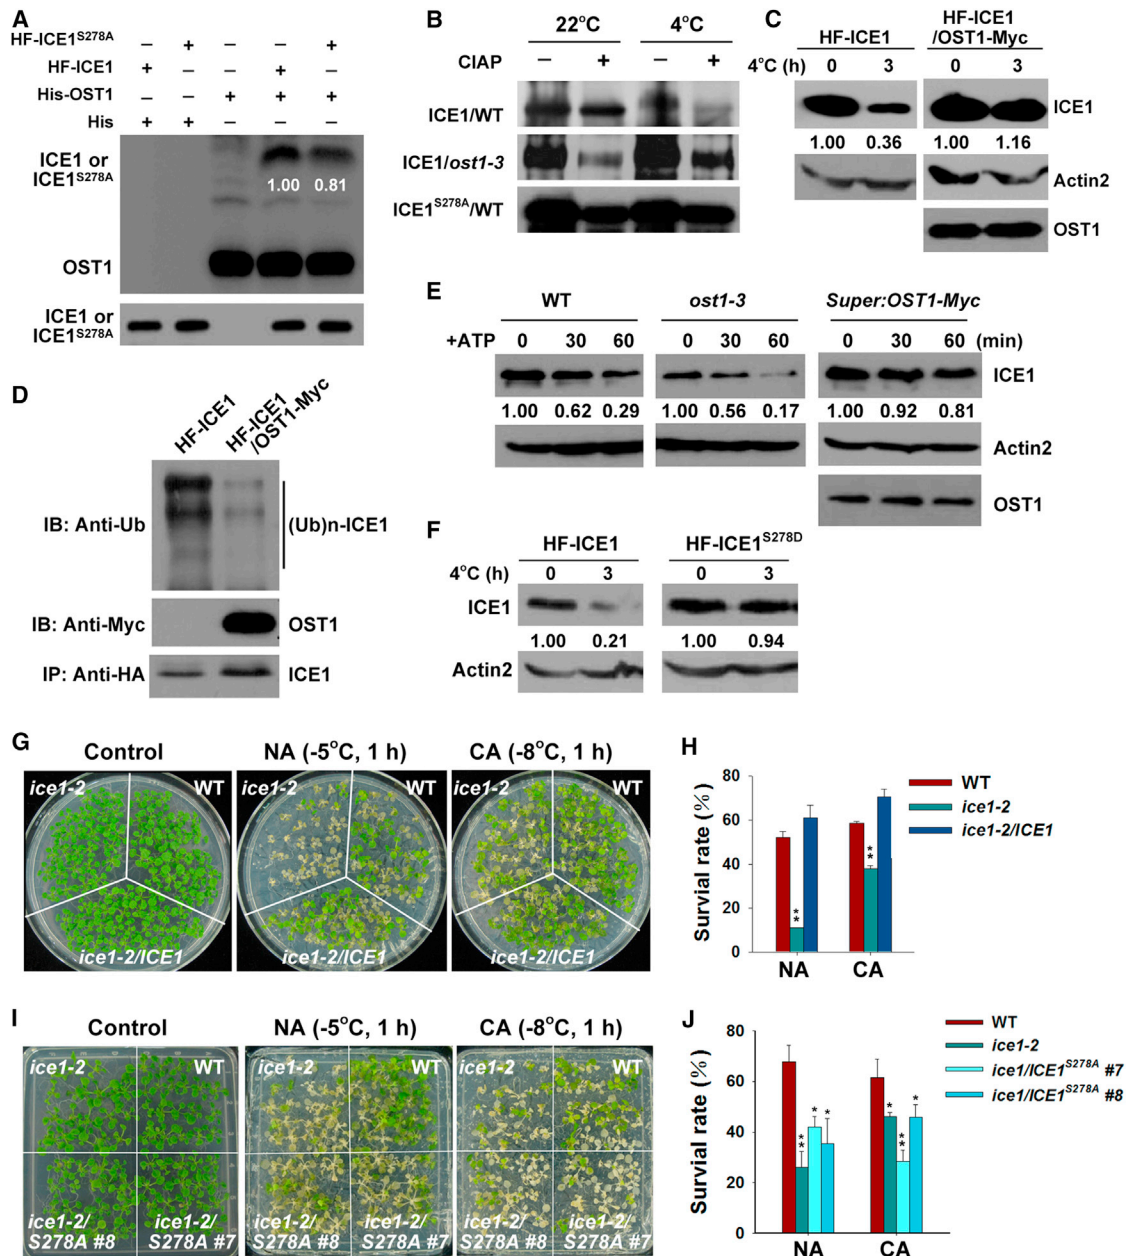 A
HF-ICE1S278A – + – – +
HF-ICE1 + – – + –
His-OST1 – – + + +
His + + – – –
ICE1 or
ICE1S278A
1.00 0.81
OST1
ICE1 or
ICE1S278A
B
22°C 4°C
CIAP – + – +
ICE1/WT
ICE1/ost1-3
ICE1S278A/WT
C
HF-ICE1 HF-ICE1
/OST1-Myc
4°C (h) 0 3 0 3
ICE1
1.00 0.36 1.00 1.16
Actin2
OST1
D
HF-ICE1
HF-ICE1
/OST1-Myc
IB: Anti-Ub (Ub)n-ICE1
IB: Anti-Myc OST1
IP: Anti-HA ICE1
E
WT ost1-3 Super:OST1-Myc
+ATP 0 30 60 0 30 60 0 30 60 (min)
ICE1
1.00 0.62 0.29 1.00 0.56 0.17 1.00 0.92 0.81
Actin2
OST1
F
HF-ICE1 HF-ICE1S278D
4°C (h) 0 3 0 3
ICE1
1.00 0.21 1.00 0.94
Actin2
G
Control NA (-5°C, 1 h) CA (-8°C, 1 h)
ice1-2 WT ice1-2 WT ice1-2 WT
ice1-2/ICE1 ice1-2/ICE1 ice1-2/ICE1
H
Survial rate (%)
80
60
40
20
0
** **
NA CA
WT
ice1-2
ice1-2/ICE1
I
Control NA (-5°C, 1 h) CA (-8°C, 1 h)
ice1-2 WT ice1-2 WT ice1-2 WT
ice1-2/ ice1-2/ ice1-2/ ice1-2/ ice1-2/ ice1-2/
S278A #8 S278A #7 S278A #8 S278A #7 S278A #8 S278A #7
J
Survial rate (%)
80
60
40
20
0
** * * * ** *
NA CA
WT
ice1-2
ice1/ICE1S278A #7
ice1/ICE1S278A #8